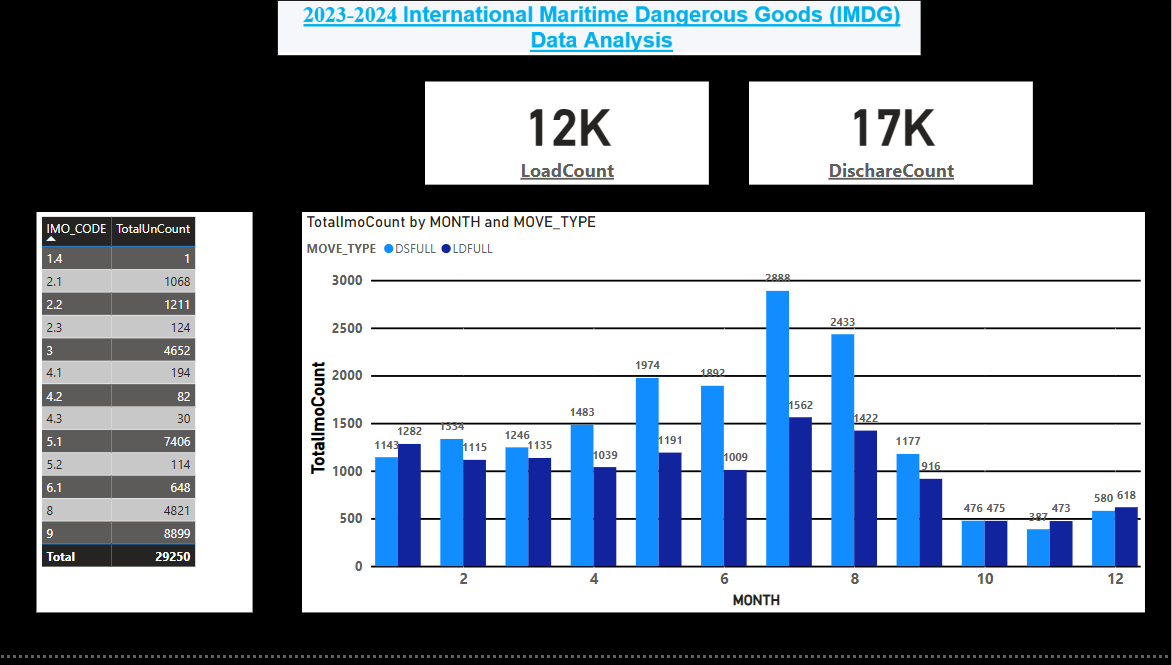 2023-2024 International Maritime Dangerous Goods (IMDG)
Data Analysis
12K
LoadCount
17K
DischareCount
IMO_CODE TotalUnCount
1.4 1
2.1 1068
2.2 1211
2.3 124
3 4652
4.1 194
4.2 82
4.3 30
5.1 7406
5.2 114
6.1 648
8 4821
9 8899
Total 29250
TotalImoCount by MONTH and MOVE_TYPE
MOVE_TYPE DSFULL LDFULL
TotalImoCount
3000
2500
2000
1500
1000
500
0
1143 1282
1334 1115
1246 1135
1483 1039
1974 1191
1892 1009
2888 1562
2433 1422
1177 916
476 475
387 473
580 618
2 4 6 8 10 12
MONTH